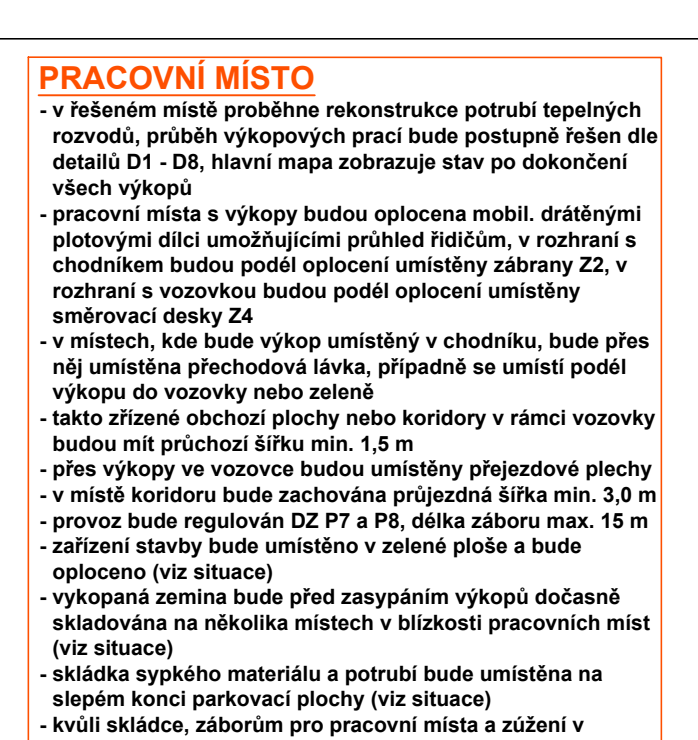 PRACOVNÍ MÍSTO
- v řešeném místě proběhne rekonstrukce potrubí tepelných
rozvodů, průběh výkopových prací bude postupně řešen dle
detailů D1 - D8, hlavní mapa zobrazuje stav po dokončení
všech výkopů
- pracovní místa s výkopy budou oplocena mobil. drátěnými
plotovými dílci umožňujícími průhled řidičům, v rozhraní s
chodníkem budou podél oplocení umístěny zábrany Z2, v
rozhraní s vozovkou budou podél oplocení umístěny
směrovací desky Z4
- v místech, kde bude výkop umístěný v chodníku, bude přes
něj umístěna přechodová lávka, případně se umístí podél
výkopu do vozovky nebo zeleně
- takto zřízené obchozí plochy nebo koridory v rámci vozovky
budou mít průchozí šířku min. 1,5 m
- přes výkopy ve vozovce budou umístěny přejezdové plechy
- v místě koridoru bude zachována průjezdná šířka min. 3,0 m
- provoz bude regulován DZ P7 a P8, délka záboru max. 15 m
- zařízení stavby bude umístěno v zelené ploše a bude
oploceno (viz situace)
- vykopaná zemina bude před zasypáním výkopů dočasně
skladována na několika místech v blízkosti pracovních míst
(viz situace)
- skládka sypkého materiálu a potrubí bude umístěna na
slepém konci parkovací plochy (viz situace)
- kvůli skládce, záborům pro pracovní místa a zúžení v